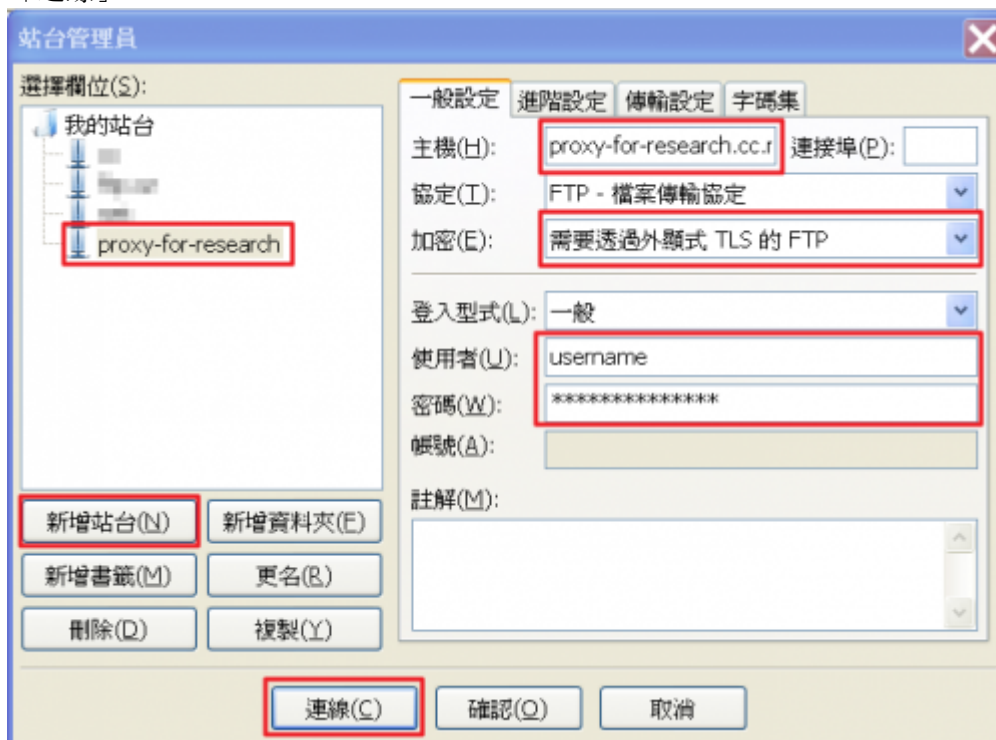 站台管理員
選擇欄位(S):
我的站台
proxy-for-research
新增站台(N) 新增資料夾(F)
新增書籤(M) 更名(R)
刪除(D) 複製(Y)
一般設定 進階設定 傳輸設定 字碼集
主機(H): proxy-for-research.cc.r 連接埠(P):
協定(T): FTP - 檔案傳輸協定
加密(E): 需要透過外顯式 TLS 的 FTP
登入型式(L): 一般
使用者(U): username
密碼(W): **************
帳號(A):
註解(M):
連線(C) 確認(O) 取消